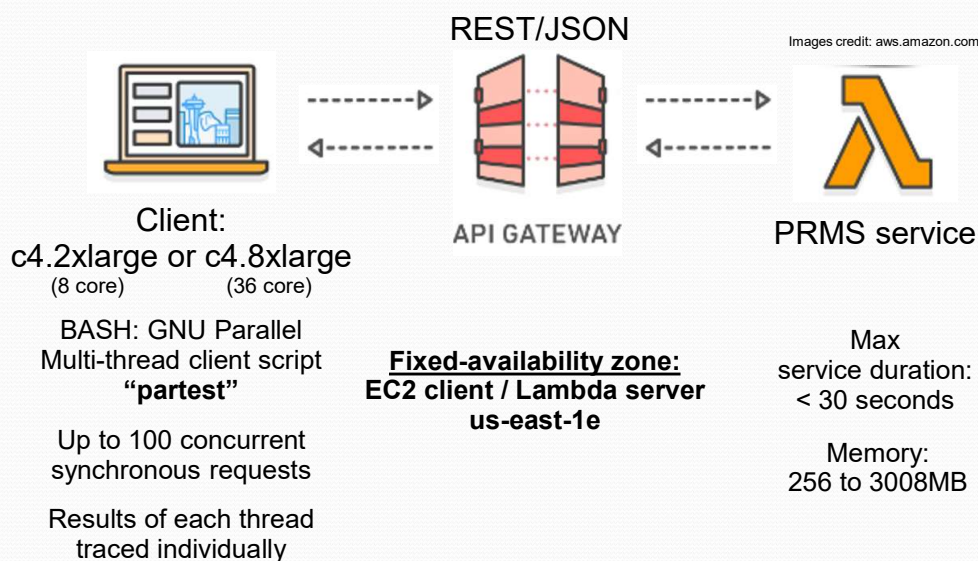 REST/JSON
Images credit: aws.amazon.com
API GATEWAY
Client:
c4.2xlarge or c4.8xlarge
(8 core) (36 core)
BASH: GNU Parallel
Multi-thread client script
“partest”
Up to 100 concurrent
synchronous requests
Results of each thread
traced individually
Fixed-availability zone:
EC2 client / Lambda server
us-east-1e
PRMS service
Max
service duration:
< 30 seconds
Memory:
256 to 3008MB